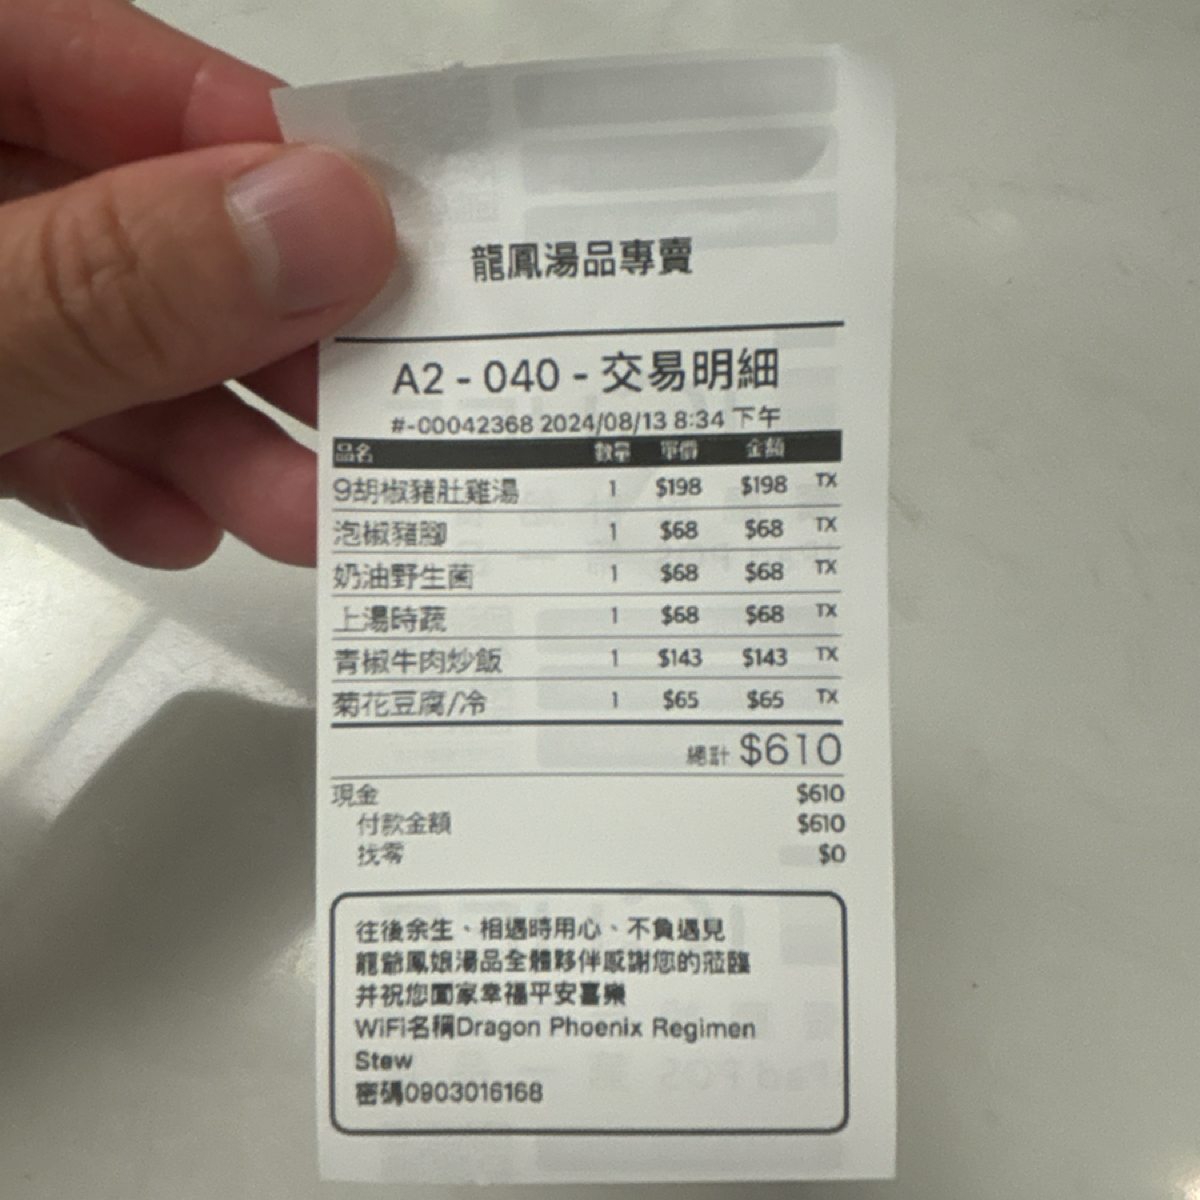 龍鳳湯品專賣
A2 - 040 - 交易明細
#-00042368 2024/08/13 8:34 下午
品名 數量 單價 金額
9胡椒豬肚雞湯 1 $198 $198 TX
泡椒豬腳 1 $68 $68 TX
奶油野生菌 1 $68 $68 TX
上湯時蔬 1 $68 $68 TX
青椒牛肉炒飯 1 $143 $143 TX
菊花豆腐/冷 1 $65 $65 TX
總計 $610
現金 $610
付款金額 $610
找零 $0
往後余生、相遇時用心、不負遇見
龍爺鳳娘湯品全體夥伴感謝您的蒞臨
并祝您闔家幸福平安喜樂
WiFi名稱Dragon Phoenix Regimen
Stew
密碼0903016168